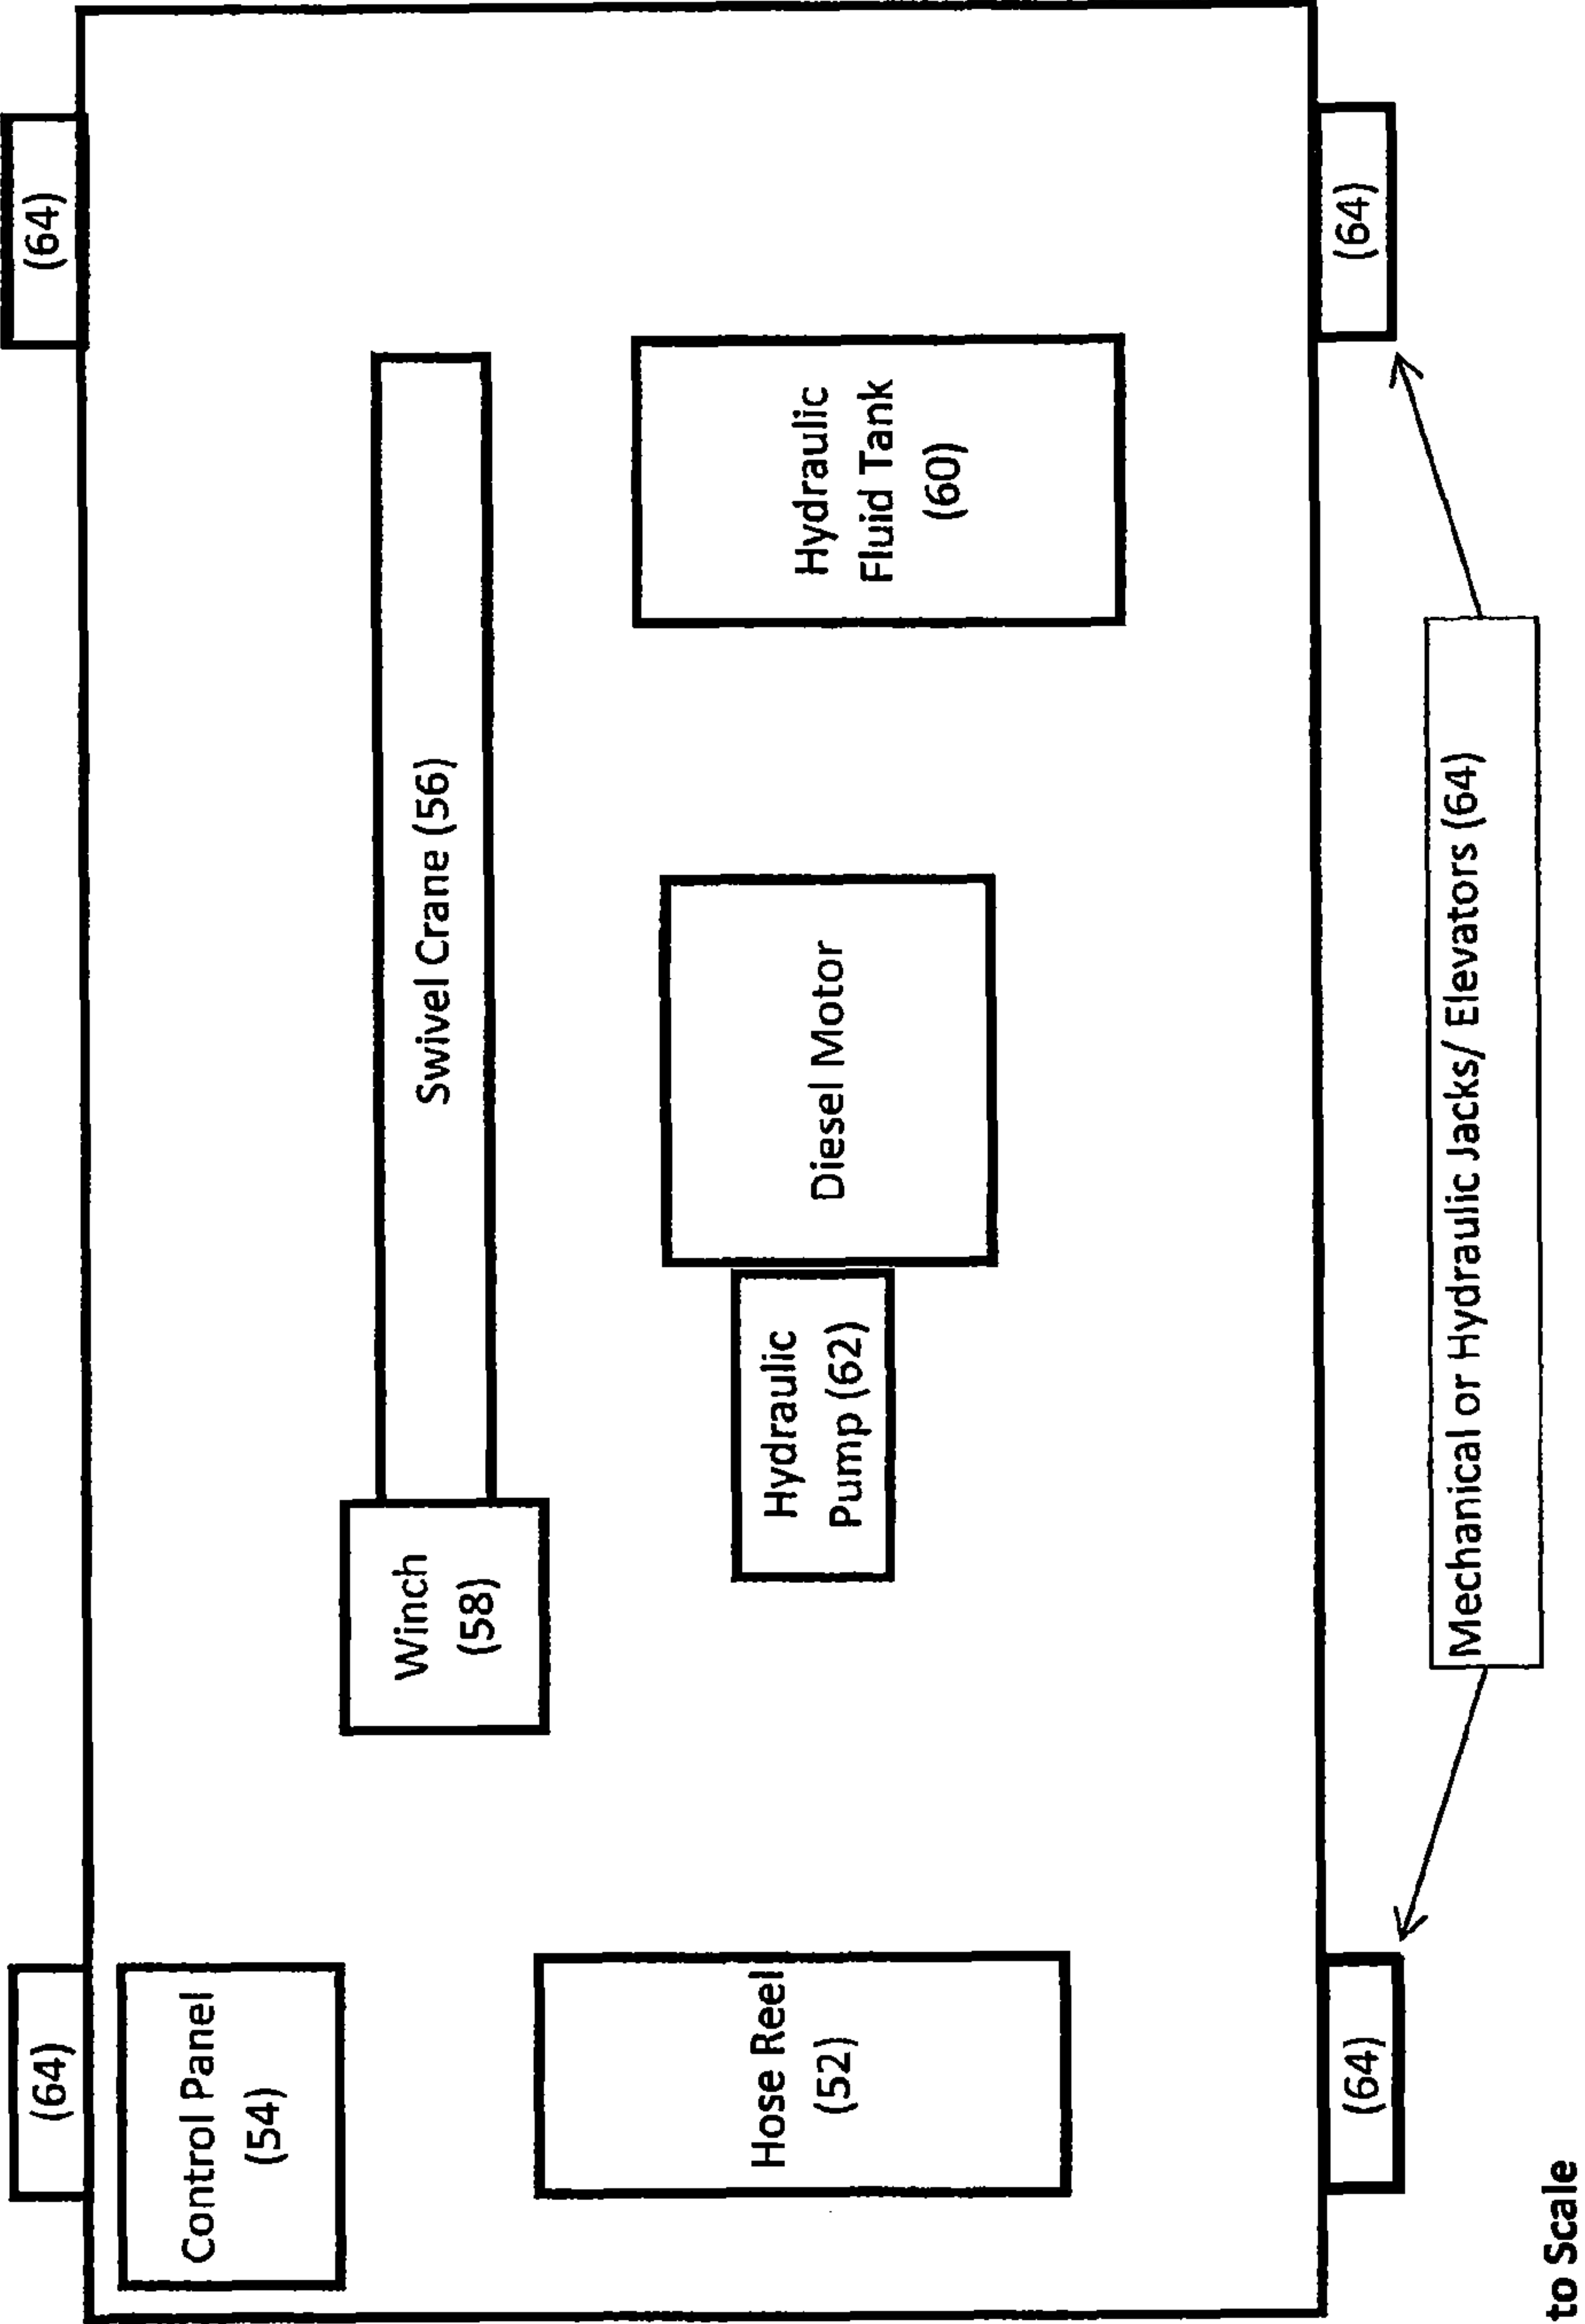 (64)
(64)
Control Panel
(54)
Winch
(58)
Swivel Crane (56)
Hose Reel
(52)
Hydraulic
Pump (62)
Diesel Motor
Hydraulic
Fluid Tank
(60)
(64)
(64)
Mechanical or Hydraulic Jacks/ Elevators (64)
to Scale